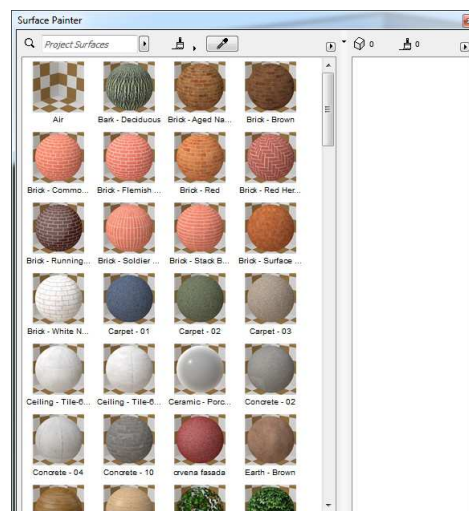 Surface Painter
Project Surfaces
0
0
Air
Bark - Deciduous
Brick - Aged Na...
Brick - Brown
Brick - Commo...
Brick - Flemish ...
Brick - Red
Brick - Red Her...
Brick - Running...
Brick - Soldier ...
Brick - Stack B...
Brick - Surface ...
Brick - White N...
Carpet - 01
Carpet - 02
Carpet - 03
Ceiling - Tile-6...
Ceiling - Tile-6...
Ceramic - Porc...
Concrete - 02
Concrete - 04
Concrete - 10
crvena fasada
Earth - Brown